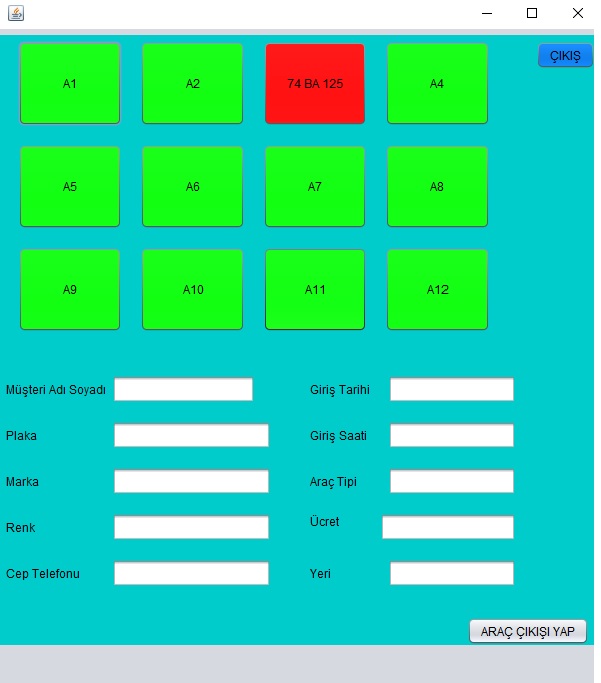 A1 A2 74 BA 125 A4 ÇIKIŞ
A5 A6 A7 A8
A9 A10 A11 A12
Müşteri Adı Soyadı Giriş Tarihi
Plaka Giriş Saati
Marka Araç Tipi
Renk Ücret
Cep Telefonu Yeri
ARAÇ ÇIKIŞI YAP